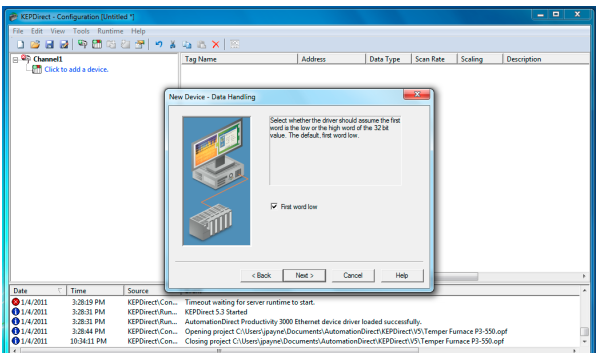 KEPDirect - Configuration [Untitled *]
File Edit View Tools Runtime Help
Channel1
Click to add a device.
Tag Name Address Data Type Scan Rate Scaling Description
New Device - Data Handling
Select whether the driver should assume the first
word is the low or the high word of the 32 bit
value. The default, first word low.
First word low
< Back Next > Cancel Help
Date Time Source
1/4/2011 3:28:19 PM KEPDirect\Con... Timeout waiting for server runtime to start.
1/4/2011 3:28:31 PM KEPDirect\Run... KEPDirect 5.3 Started
1/4/2011 3:28:31 PM KEPDirect\Run... AutomationDirect Productivity 3000 Ethernet device driver loaded successfully.
1/4/2011 3:28:44 PM KEPDirect\Con... Opening project C:\Users\jpayne\Documents\AutomationDirect\KEPDirect\V5\Temper Furnace P3-550.opf
1/4/2011 10:34:11 PM KEPDirect\Con... Closing project C:\Users\jpayne\Documents\AutomationDirect\KEPDirect\V5\Temper Furnace P3-550.opf